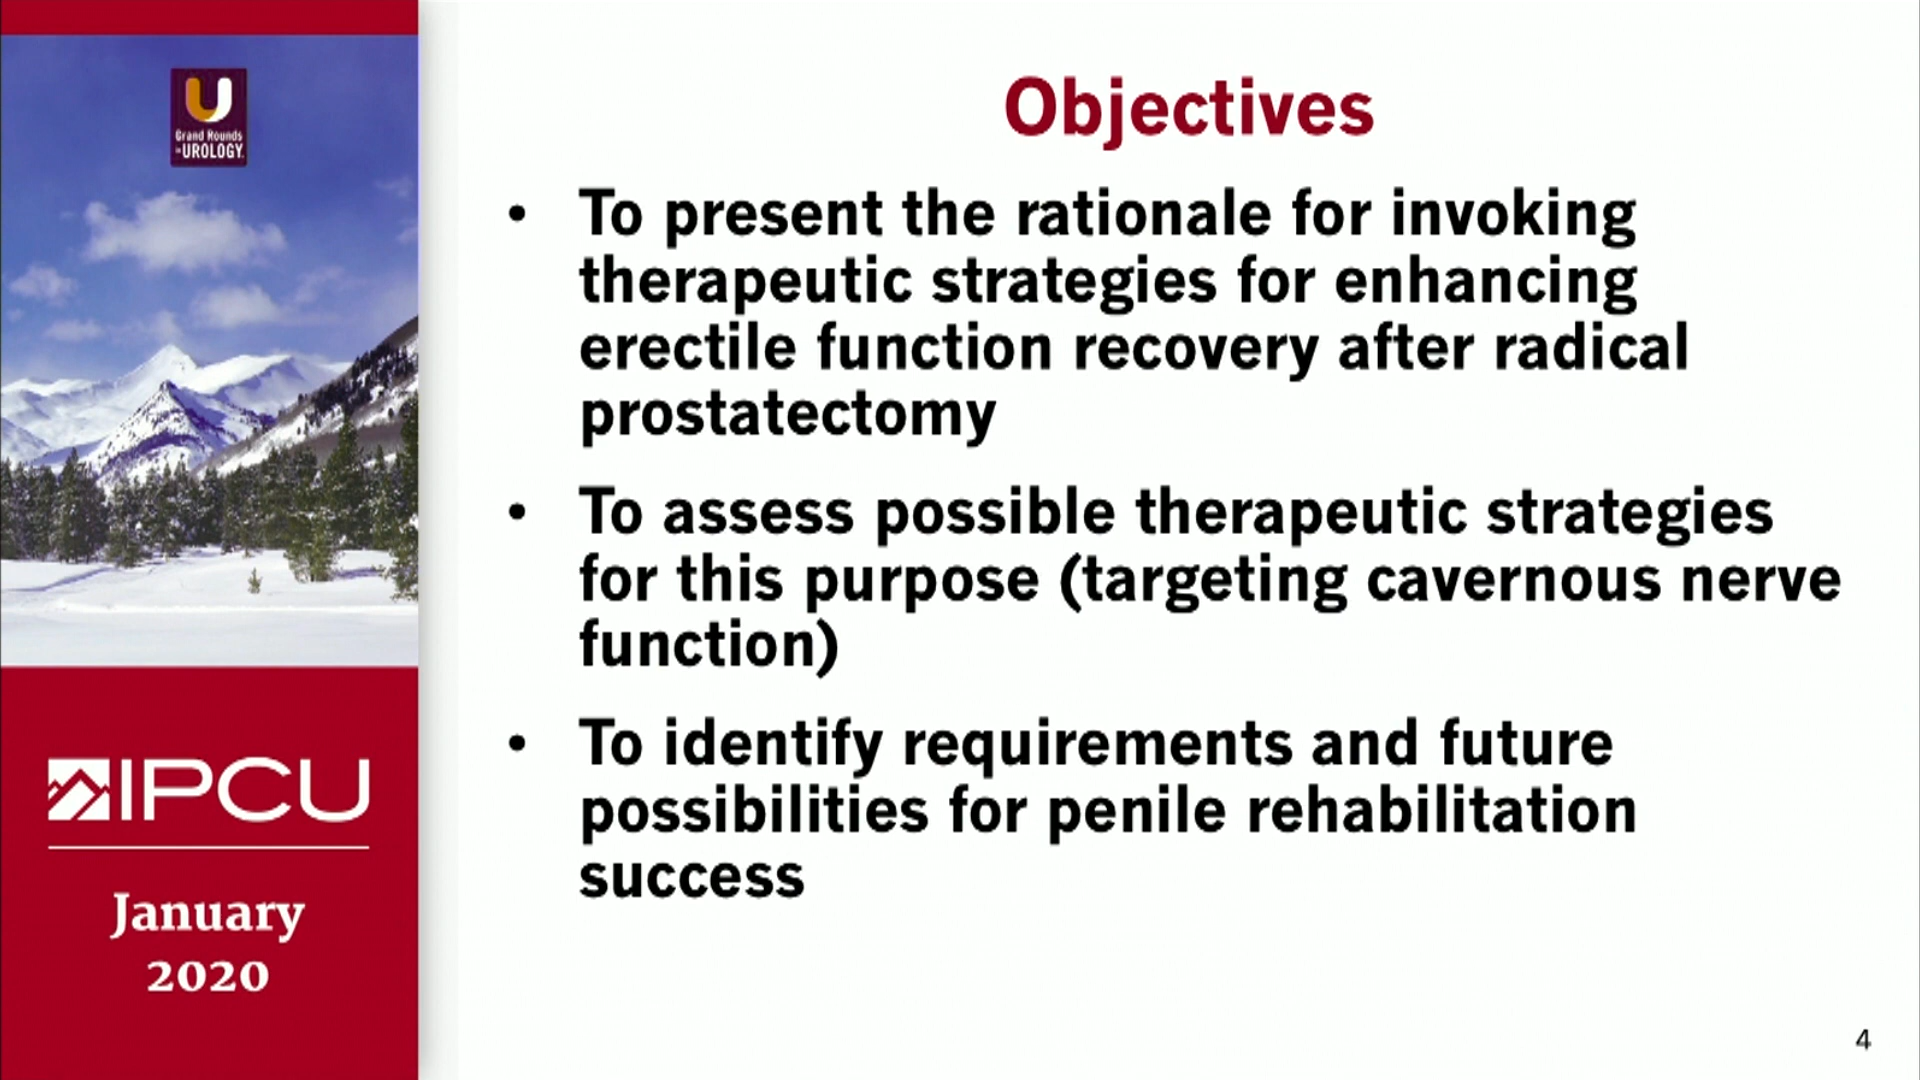 Grand Rounds
in UROLOGY
IPCU
January
2020
Objectives
• To present the rationale for invoking
therapeutic strategies for enhancing
erectile function recovery after radical
prostatectomy
• To assess possible therapeutic strategies
for this purpose (targeting cavernous nerve
function)
• To identify requirements and future
possibilities for penile rehabilitation
success
4